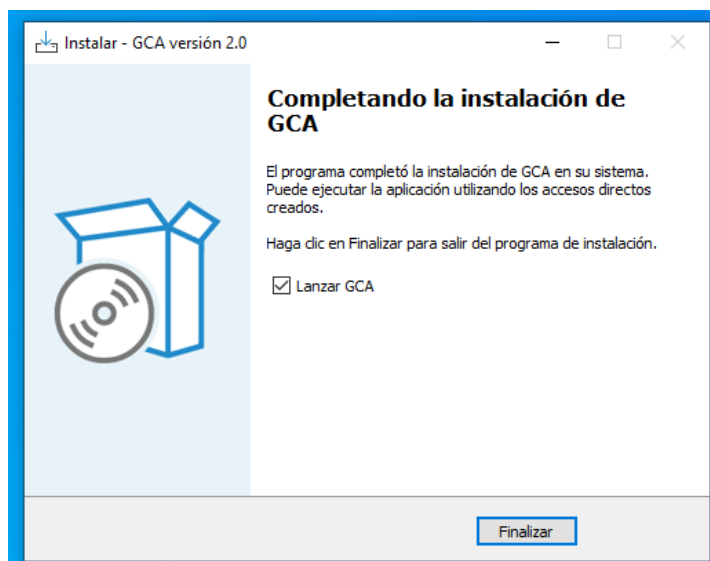 Instalar - GCA versión 2.0
Completando la instalación de
GCA
El programa completó la instalación de GCA en su sistema.
Puede ejecutar la aplicación utilizando los accesos directos
creados.
Haga clic en Finalizar para salir del programa de instalación.
Lanzar GCA
Finalizar